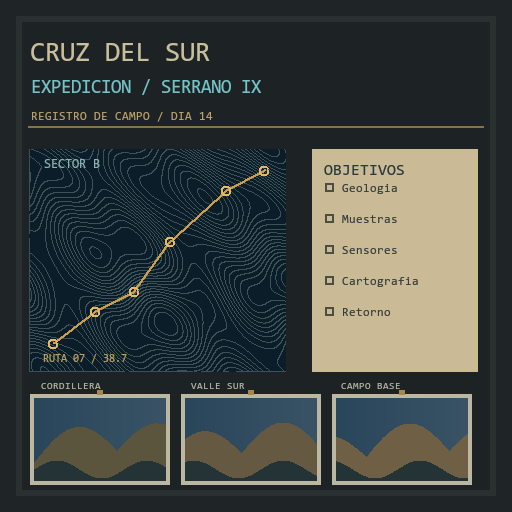 CRUZ DEL SUR
EXPEDICION / SERRANO IX
REGISTRO DE CAMPO / DIA 14
SECTOR B
RUTA 07 / 38.7
OBJETIVOS
Geologia
Muestras
Sensores
Cartografia
Retorno
CORDILLERA
VALLE SUR
CAMPO BASE